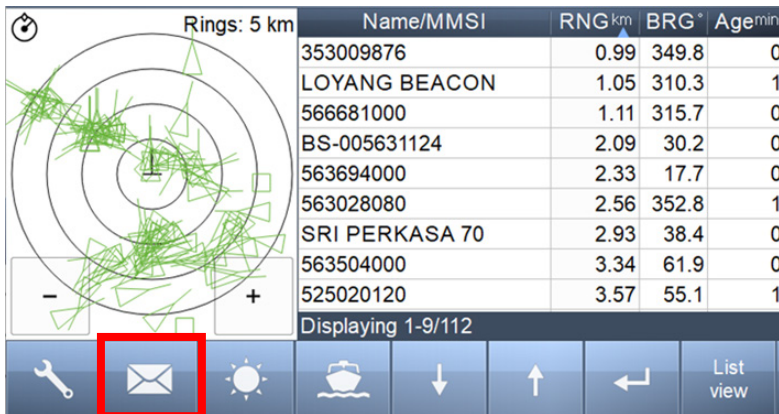 Rings: 5 km
Name/MMSI RNG km BRG° Age min
353009876 0.99 349.8 0
LOYANG BEACON 1.05 310.3 1
566681000 1.11 315.7 0
BS-005631124 2.09 30.2 0
563694000 2.33 17.7 0
563028080 2.56 352.8 1
SRI PERKASA 70 2.93 38.4 0
563504000 3.34 61.9 0
525020120 3.57 55.1 1
- +
Displaying 1-9/112
List
view